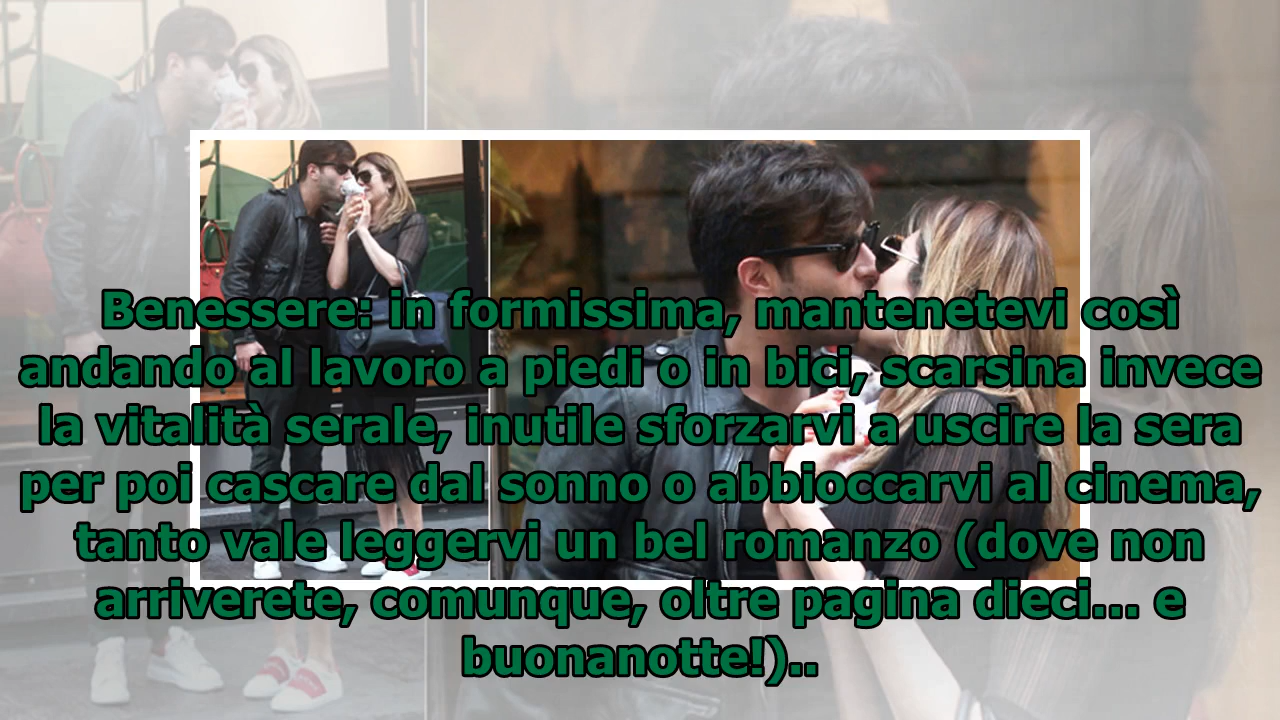 Benessere: in formissima, mantenetevi così
andando al lavoro a piedi o in bici, scarsina invece
la vitalità serale, inutile sforzarvi a uscire la sera
per poi cascare dal sonno o abbioccarvi al cinema,
tanto vale leggervi un bel romanzo (dove non
arriverete, comunque, oltre pagina dieci... e
buonanotte!)..